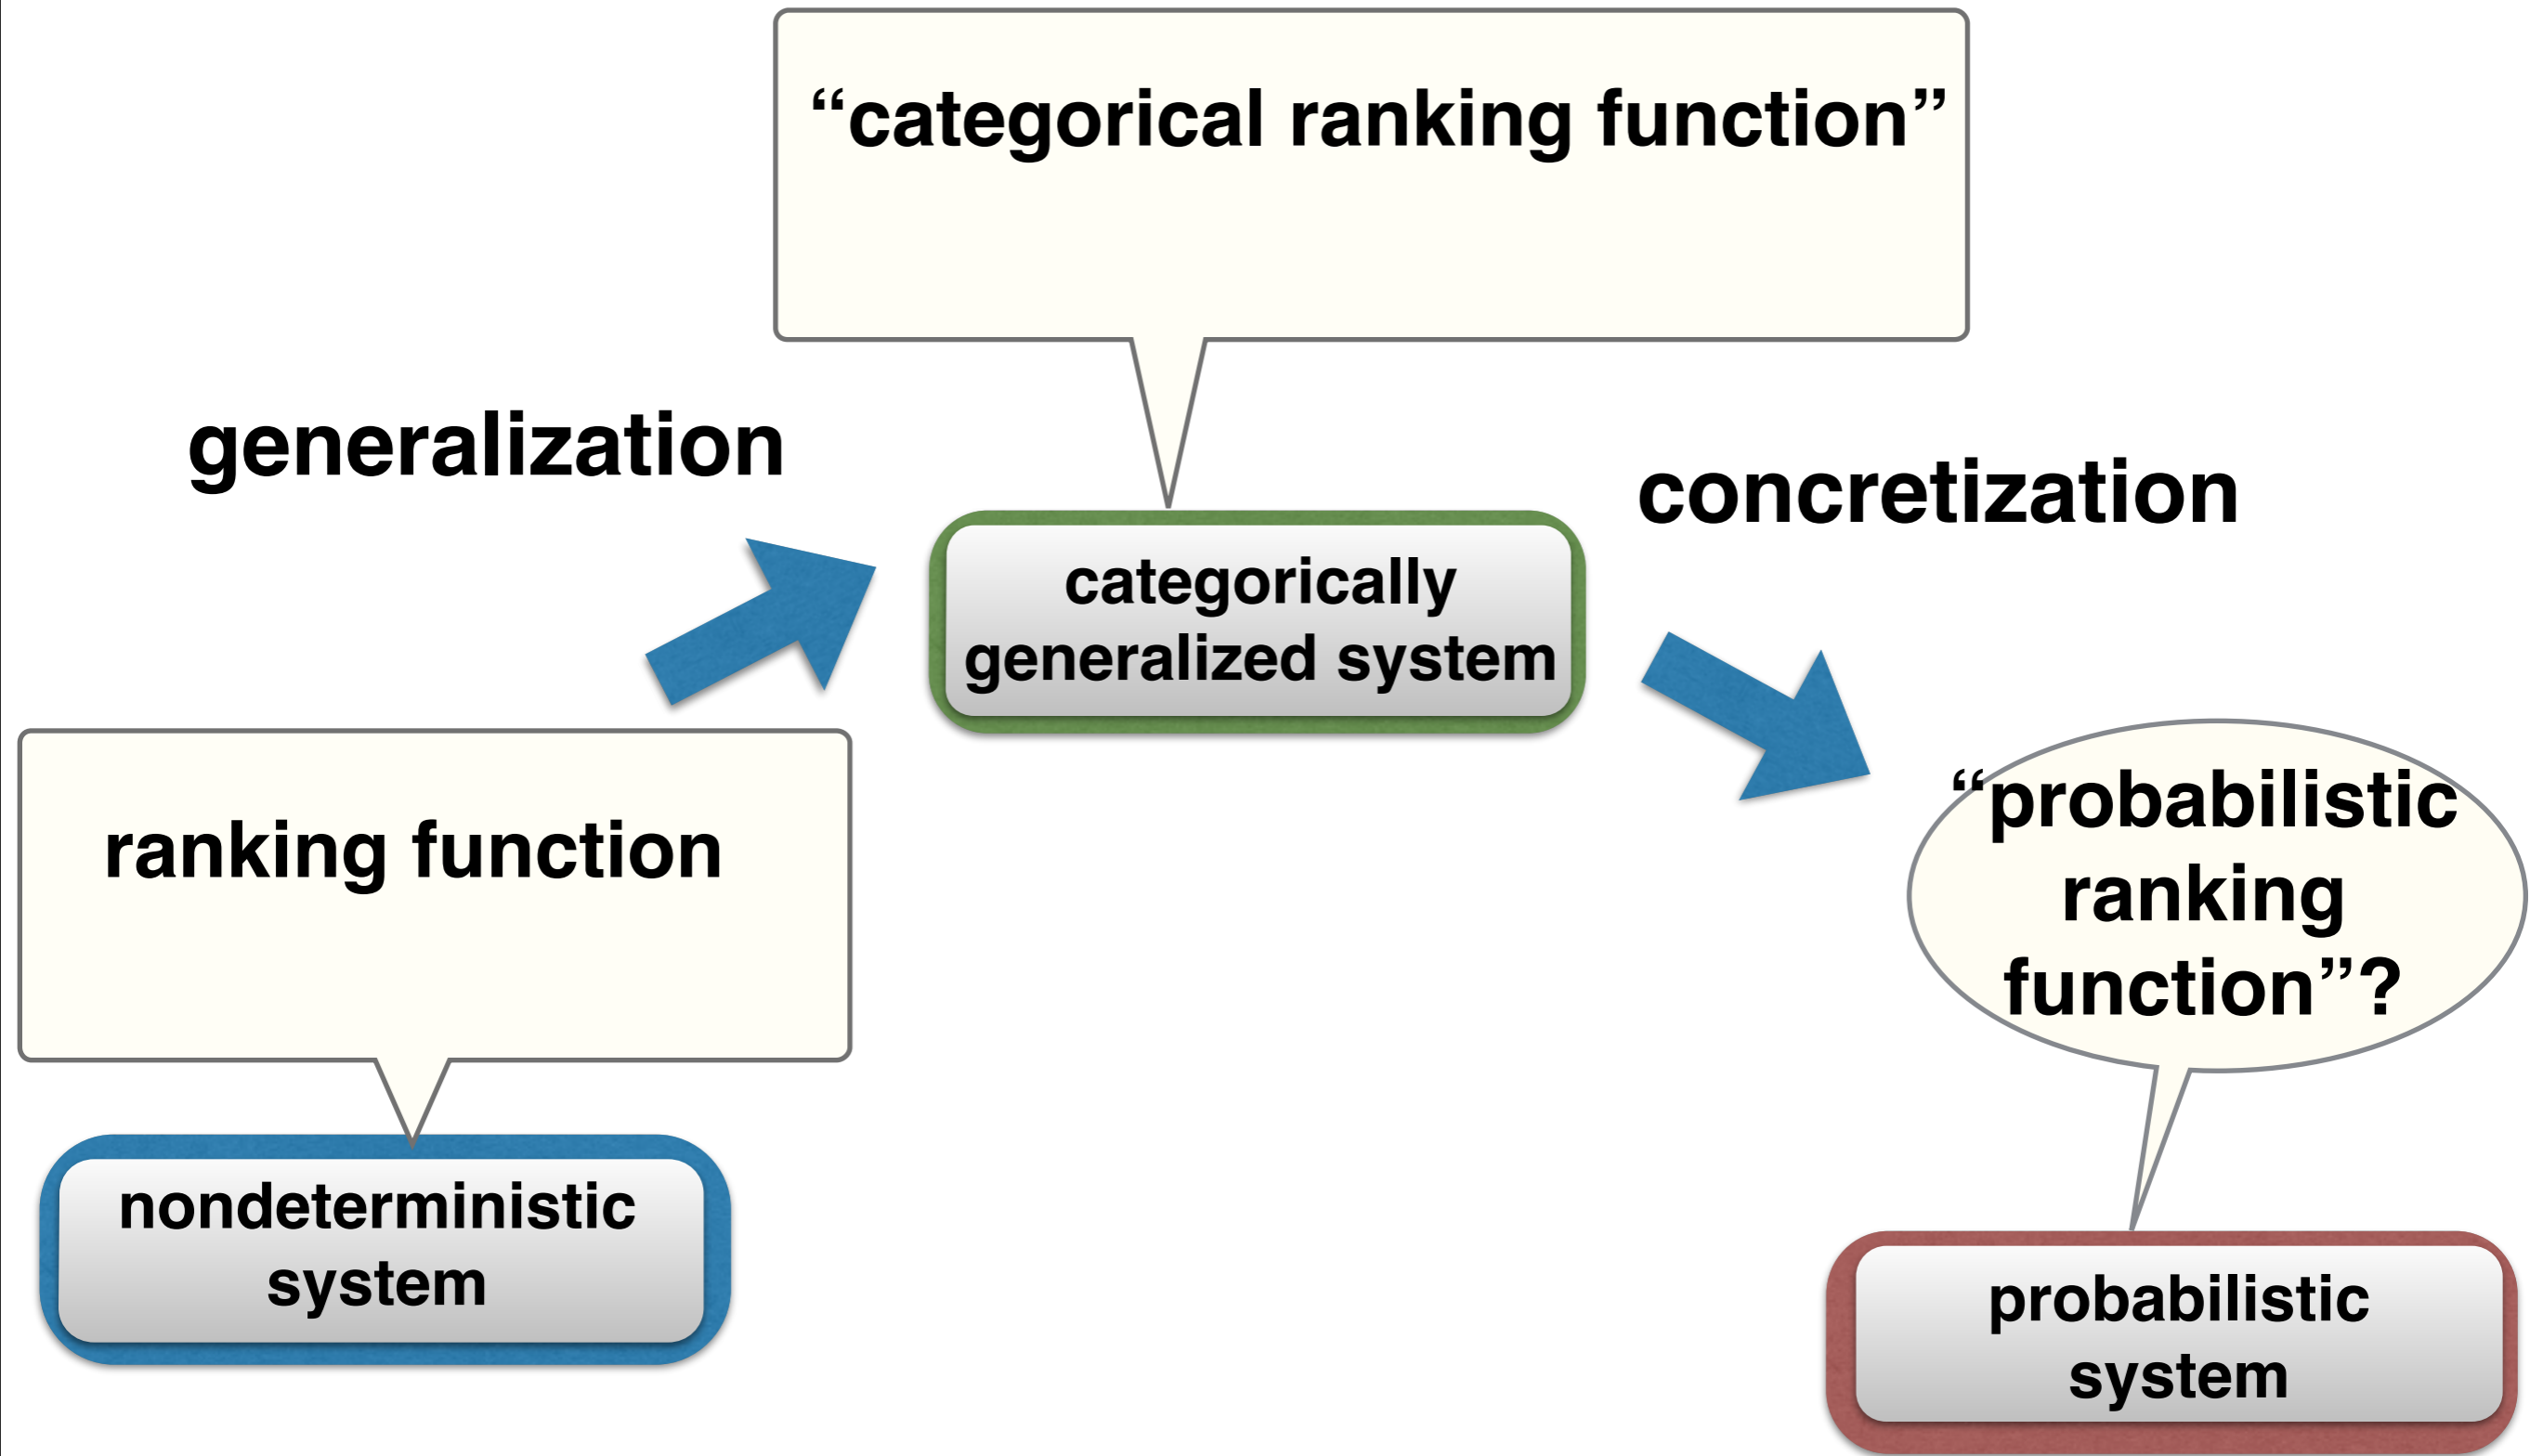 “categorical ranking function”
generalization
concretization
categorically
generalized system
ranking function
“probabilistic
ranking
function”?
nondeterministic
system
probabilistic
system